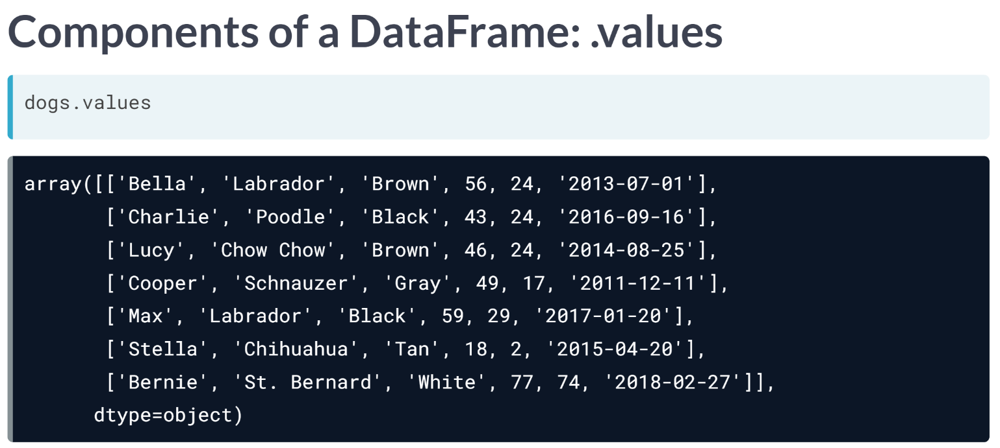 Components of a DataFrame: .values
dogs.values
array([['Bella', 'Labrador', 'Brown', 56, 24, '2013-07-01'],
['Charlie', 'Poodle', 'Black', 43, 24, '2016-09-16'],
['Lucy', 'Chow Chow', 'Brown', 46, 24, '2014-08-25'],
['Cooper', 'Schnauzer', 'Gray', 49, 17, '2011-12-11'],
['Max', 'Labrador', 'Black', 59, 29, '2017-01-20'],
['Stella', 'Chihuahua', 'Tan', 18, 2, '2015-04-20'],
['Bernie', 'St. Bernard', 'White', 77, 74, '2018-02-27']],
dtype=object)